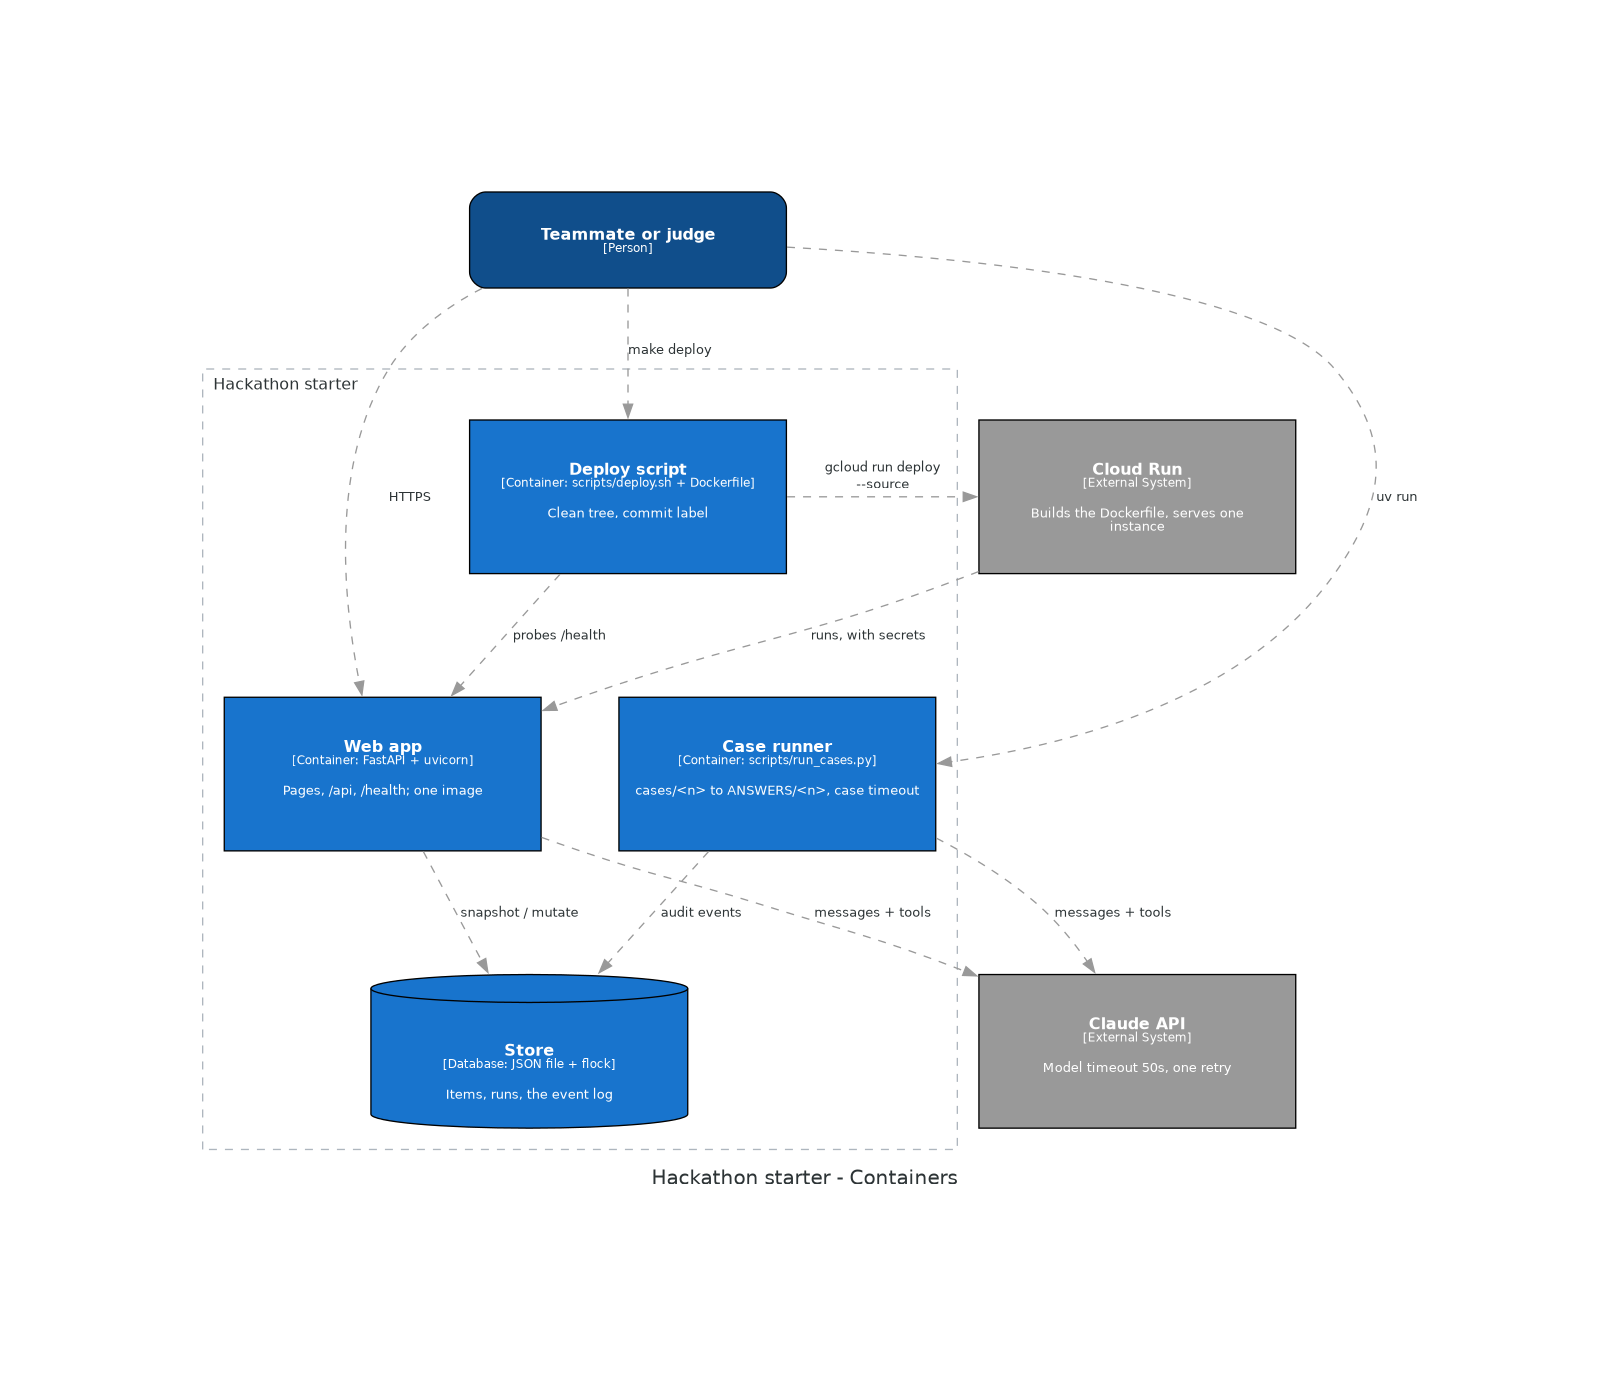 Teammate or judge
[Person]
make deploy
Hackathon starter
Deploy script
[Container: scripts/deploy.sh + Dockerfile]
Clean tree, commit label
gcloud run deploy
--source
Cloud Run
[External System]
Builds the Dockerfile, serves one
instance
HTTPS
uv run
probes /health
runs, with secrets
Web app
[Container: FastAPI + uvicorn]
Pages, /api, /health; one image
Case runner
[Container: scripts/run_cases.py]
cases/<n> to ANSWERS/<n>, case timeout
snapshot / mutate
audit events
messages + tools
messages + tools
Store
[Database: JSON file + flock]
Items, runs, the event log
Claude API
[External System]
Model timeout 50s, one retry
Hackathon starter - Containers